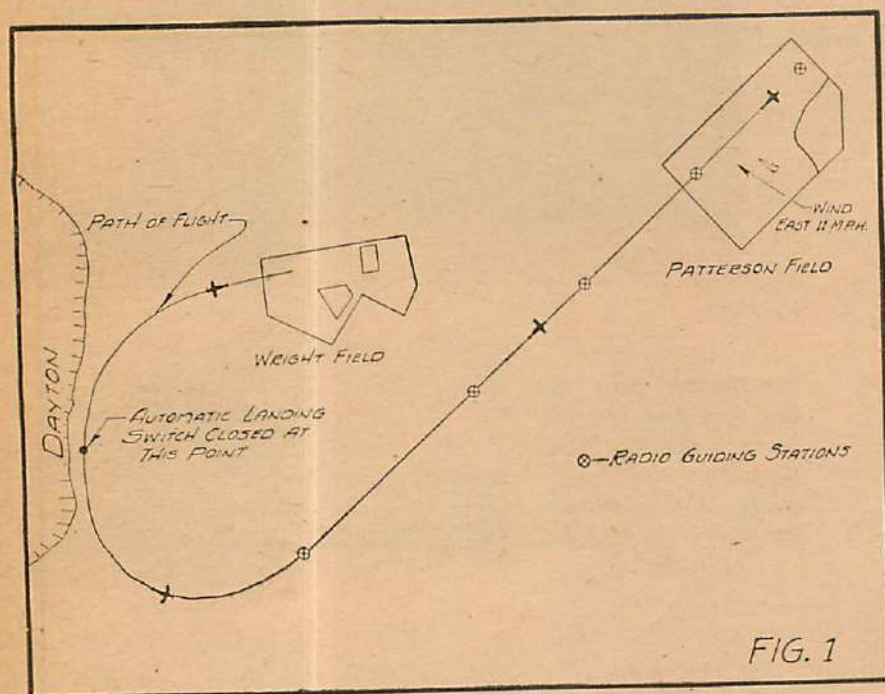 PATH OF FLIGHT
WIND
EAST 11 M.P.H.
PATTERSON FIELD
WRIGHT FIELD
DAYTON
AUTOMATIC LANDING
SWITCH CLOSED AT
THIS POINT
RADIO GUIDING STATIONS
FIG. 1